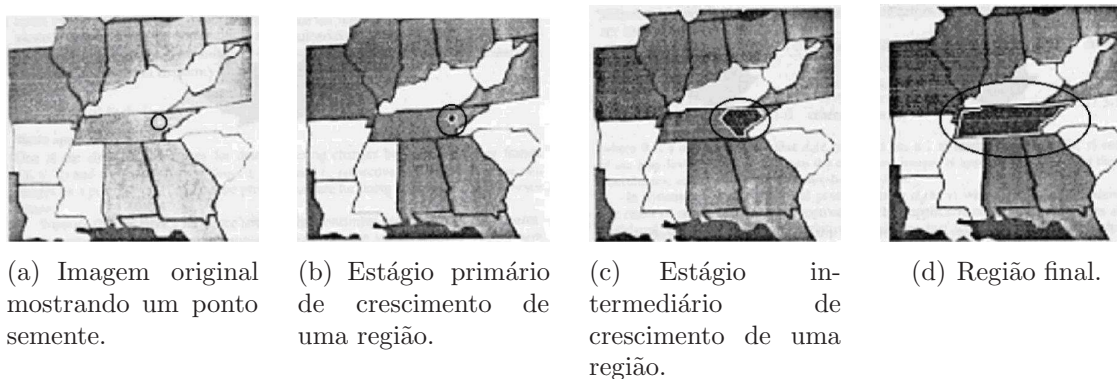 (a) Imagem original
mostrando um ponto
semente.
(b) Estágio primário
de crescimento de
uma região.
(c) Estágio in-
termediário de
crescimento de uma
região.
(d) Região final.